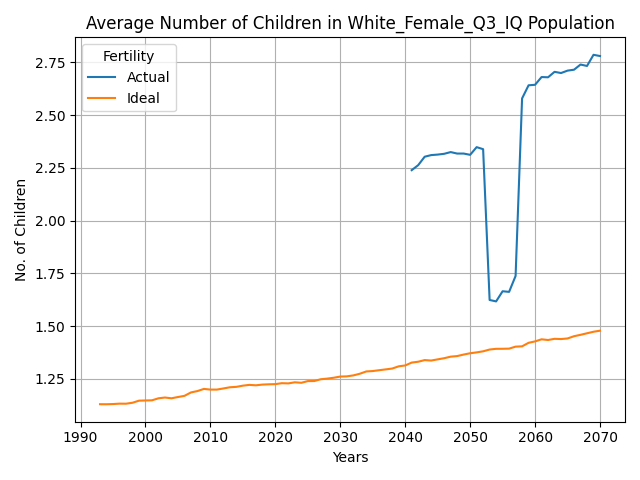 Average Number of Children in White_Female_Q3_IQ Population
Fertility
Actual
Ideal
No. of Children
2.75
2.50
2.25
2.00
1.75
1.50
1.25
1990 2000 2010 2020 2030 2040 2050 2060 2070
Years